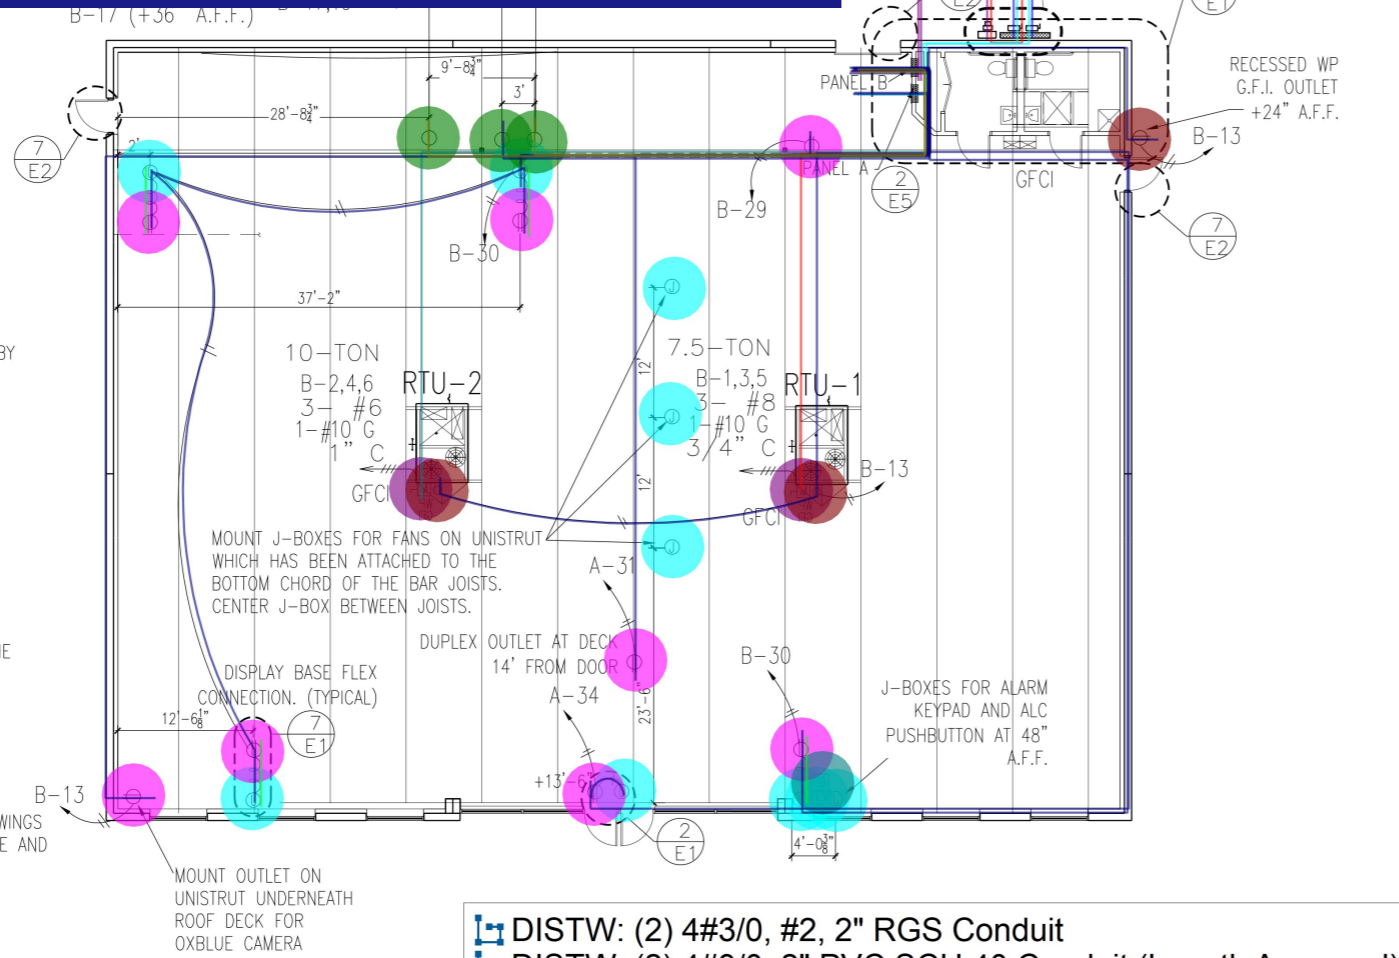 B-17 (+36" A.F.F.)
E2
E1
9'-8¾"
3'
28'-8¾"
2'
PANEL B
RECESSED WP
G.F.I. OUTLET
+24" A.F.F.
B-13
7
E2
PANEL A
2
E5
GFCI
B-29
7
E2
B-30
37'-2"
BY
10-TON
B-2,4,6
3- #6
1-#10 G
1" C
RTU-2
12'
7.5-TON
B-1,3,5
3- #8
1-#10 G
3/4" C
RTU-1
J
J
J
12'
B-13
GFCI
GFCI
MOUNT J-BOXES FOR FANS ON UNISTRUT
WHICH HAS BEEN ATTACHED TO THE
BOTTOM CHORD OF THE BAR JOISTS.
CENTER J-BOX BETWEEN JOISTS.
A-31
DUPLEX OUTLET AT DECK
14' FROM DOOR
A-34
23'-6"
B-30
DISPLAY BASE FLEX
CONNECTION. (TYPICAL)
12'-6⅛"
7
E1
J-BOXES FOR ALARM
KEYPAD AND ALC
PUSHBUTTON AT 48"
A.F.F.
+13'-6"
B-13
WINGS
E AND
2
E1
4'-0⅜"
MOUNT OUTLET ON
UNISTRUT UNDERNEATH
ROOF DECK FOR
OXBLUE CAMERA
DISTW: (2) 4#3/0, #2, 2" RGS Conduit